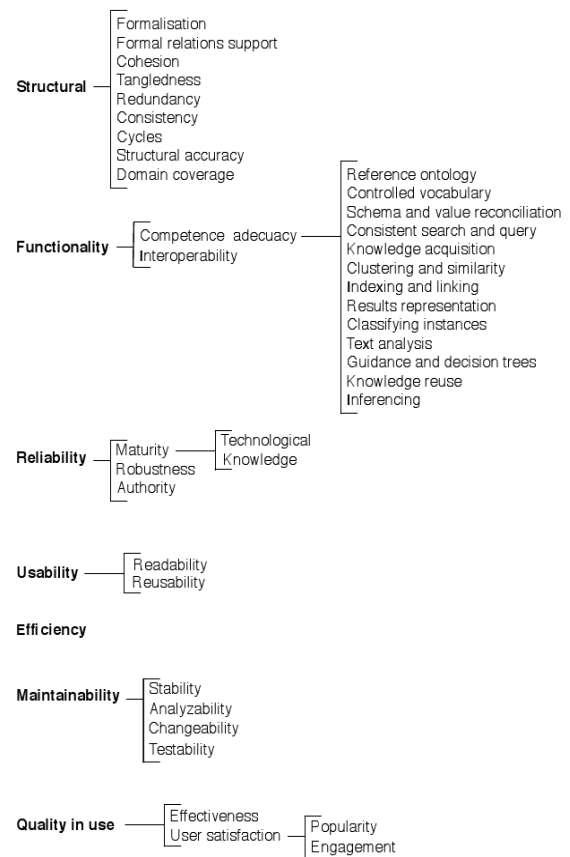 Structural
Formalisation
Formal relations support
Cohesion
Tangledness
Redundancy
Consistency
Cycles
Structural accuracy
Domain coverage
Functionality
Competence adecuacy
Interoperability
Reference ontology
Controlled vocabulary
Schema and value reconciliation
Consistent search and query
Knowledge acquisition
Clustering and similarity
Indexing and linking
Results representation
Classifying instances
Text analysis
Guidance and decision trees
Knowledge reuse
Inferencing
Reliability
Maturity
Robustness
Authority
Technological
Knowledge
Usability
Readability
Reusability
Efficiency
Maintainability
Stability
Analyzability
Changeability
Testability
Quality in use
Effectiveness
User satisfaction
Popularity
Engagement